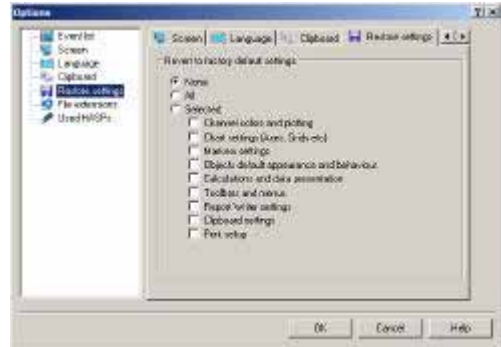 Options
Event list
Screen
Language
Clipboard
Restore settings
File extensions
Used HASPs
Screen
Language
Clipboard
Restore settings
Revert to factory default settings
None
All
Selected
Channel colors and plotting
Chart settings (Axes, Grids etc)
Markers settings
Objects default appearance and behaviour
Calculations and data presentation
Toolbars and menus
Report Writer settings
Clipboard settings
Port setup
OK
Cancel
Help